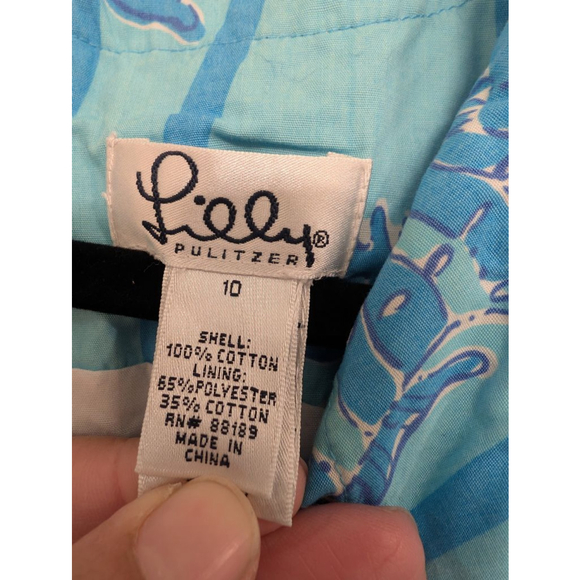 Lilly®
PULITZER
10
SHELL:
100% COTTON
LINING:
65%POLYESTER
35% COTTON
RN# 88189
MADE IN
CHINA